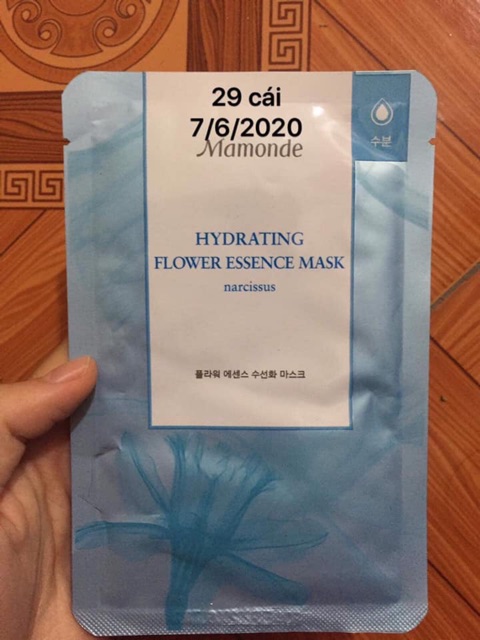 29 cái
7/6/2020
Mamonde
수분
HYDRATING
FLOWER ESSENCE MASK
narcissus
플라워 에센스 수선화 마스크